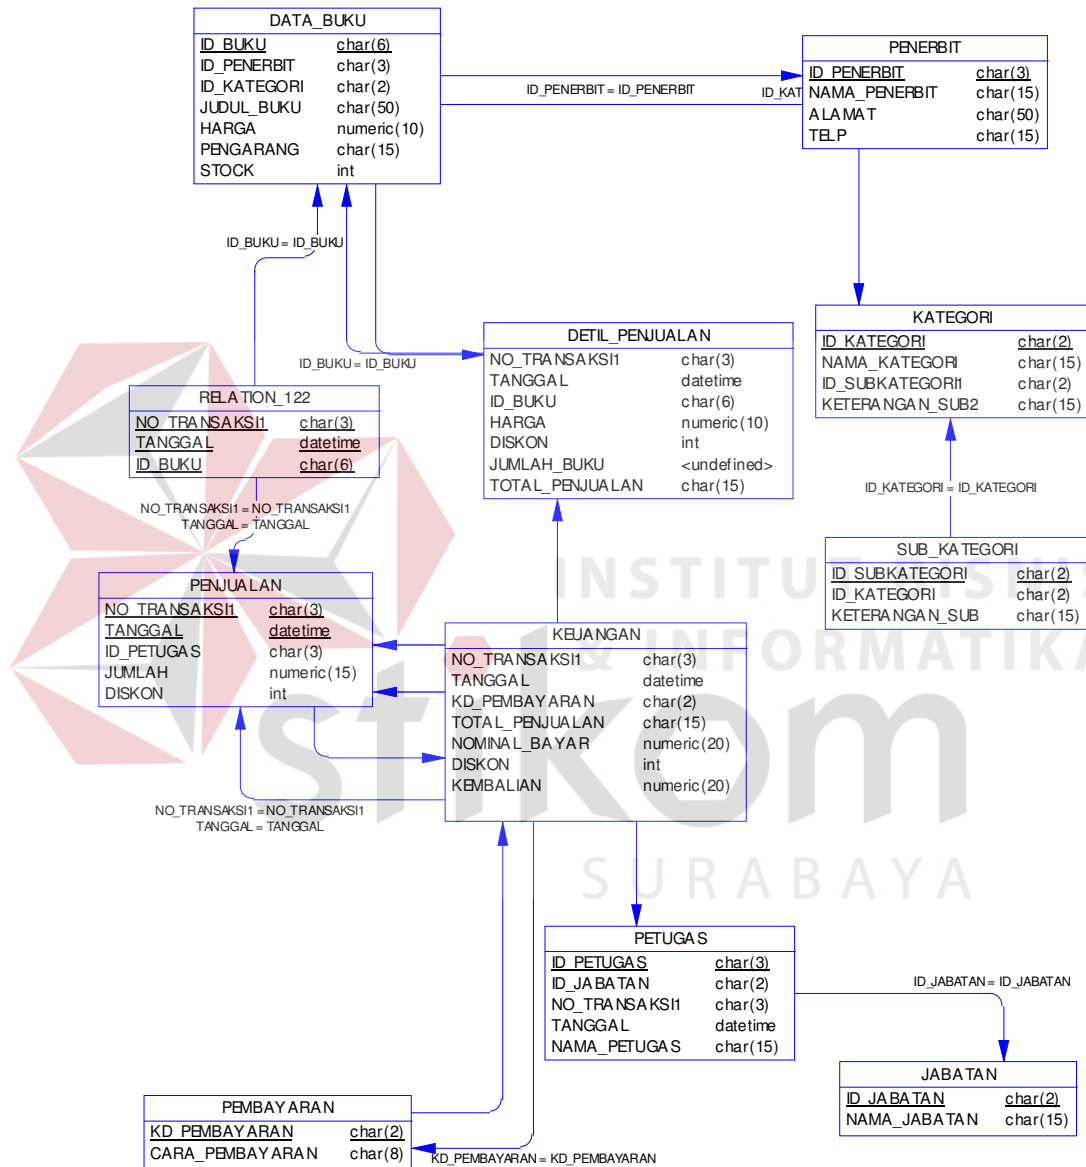 DATA_BUKU
ID_BUKU char(6)
ID_PENERBIT char(3)
ID_KATEGORI char(2)
JUDUL_BUKU char(50)
HARGA numeric(10)
PENGARANG char(15)
STOCK int
PENERBIT
ID_PENERBIT char(3)
NAMA_PENERBIT char(15)
ALAMAT char(50)
TELP char(15)
ID_PENERBIT = ID_PENERBIT
ID_KAT
ID_BUKU = ID_BUKU
KATEGORI
ID_KATEGORI char(2)
NAMA_KATEGORI char(15)
ID_SUBKATEGORI1 char(2)
KETERANGAN_SUB2 char(15)
DETIL_PENJUALAN
NO_TRANSAKSI1 char(3)
TANGGAL datetime
ID_BUKU char(6)
HARGA numeric(10)
DISKON int
JUMLAH_BUKU <undefined>
TOTAL_PENJUALAN char(15)
ID_BUKU = ID_BUKU
RELATION_122
NO_TRANSAKSI1 char(3)
TANGGAL datetime
ID_BUKU char(6)
ID_KATEGORI = ID_KATEGORI
NO_TRANSAKSI1 = NO_TRANSAKSI1
TANGGAL = TANGGAL
SUB_KATEGORI
ID_SUBKATEGORI char(2)
ID_KATEGORI char(2)
KETERANGAN_SUB char(15)
INSTITUT BISNIS
& INFORMATIKA
stikom
SURABAYA
PENJUALAN
NO_TRANSAKSI1 char(3)
TANGGAL datetime
ID_PETUGAS char(3)
JUMLAH numeric(15)
DISKON int
KEUANGAN
NO_TRANSAKSI1 char(3)
TANGGAL datetime
KD_PEMBAYARAN char(2)
TOTAL_PENJUALAN char(15)
NOMINAL_BAYAR numeric(20)
DISKON int
KEMBALIAN numeric(20)
NO_TRANSAKSI1 = NO_TRANSAKSI1
TANGGAL = TANGGAL
PETUGAS
ID_PETUGAS char(3)
ID_JABATAN char(2)
NO_TRANSAKSI1 char(3)
TANGGAL datetime
NAMA_PETUGAS char(15)
ID_JABATAN = ID_JABATAN
JABATAN
ID_JABATAN char(2)
NAMA_JABATAN char(15)
PEMBAYARAN
KD_PEMBAYARAN char(2)
CARA_PEMBAYARAN char(8)
KD_PEMBAYARAN = KD_PEMBAYARAN